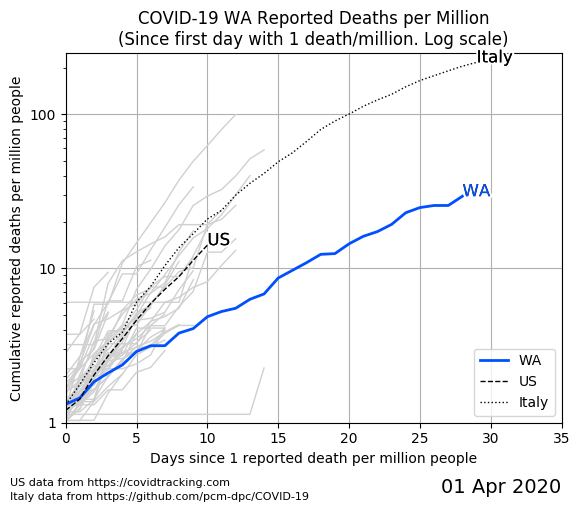 COVID-19 WA Reported Deaths per Million
(Since first day with 1 death/million. Log scale)
Cumulative reported deaths per million people
100
10
1
Italy
WA
US
WA
US
Italy
0 5 10 15 20 25 30 35
Days since 1 reported death per million people
US data from https://covidtracking.com
Italy data from https://github.com/pcm-dpc/COVID-19
01 Apr 2020